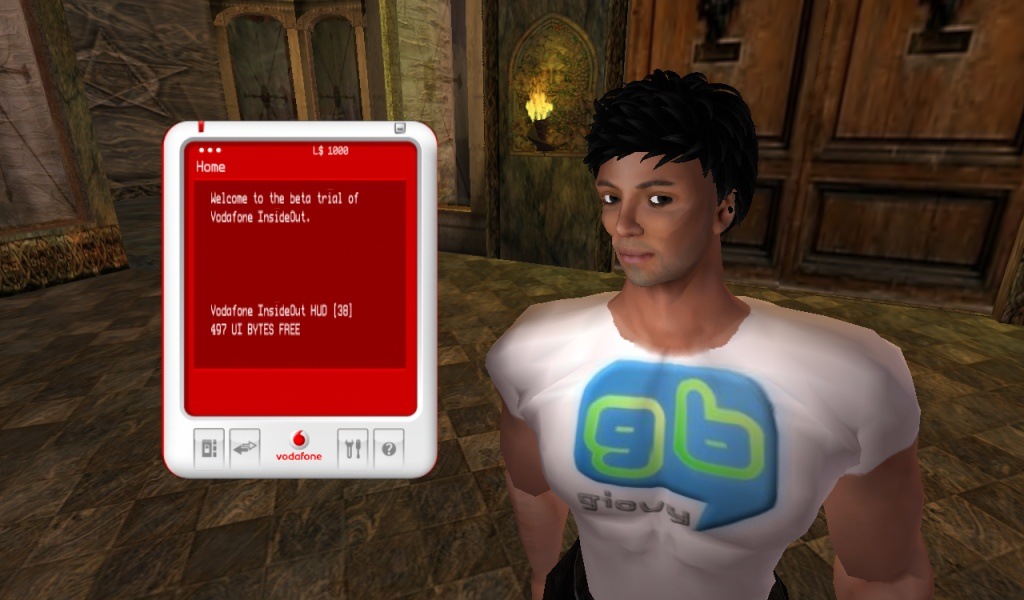 L$ 1000
Home
Welcome to the beta trial of
Vodafone InsideOut.
Vodafone InsideOut HUD [38]
497 UI BYTES FREE
vodafone
?
gb
giovy